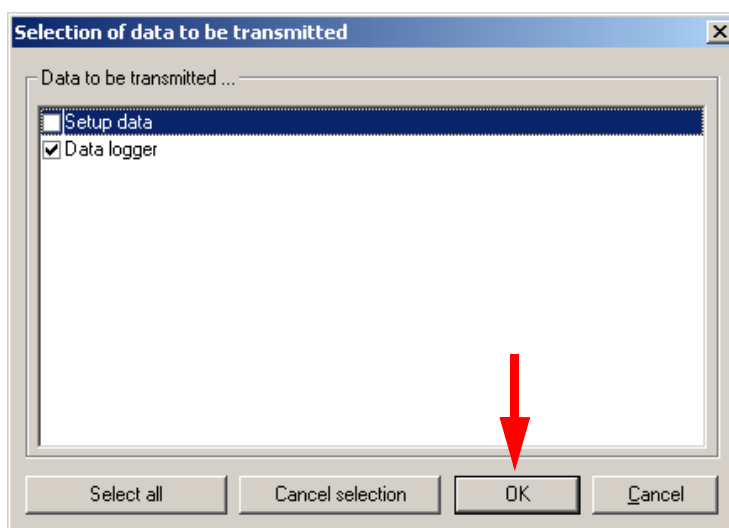 Selection of data to be transmitted
Data to be transmitted ...
Setup data
Data logger
Select all
Cancel selection
OK
Cancel